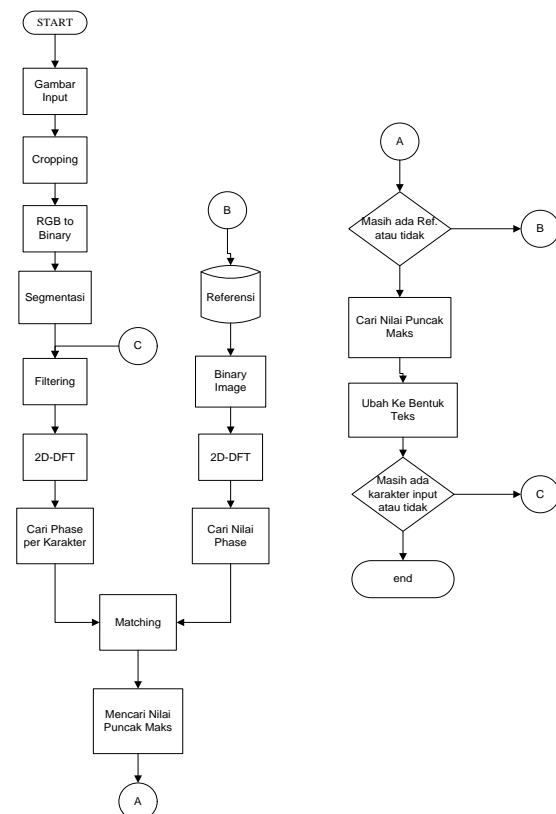 START
Gambar
Input
Cropping
RGB to
Binary
Segmentasi
C
Filtering
2D-DFT
Cari Phase
per Karakter
B
Referensi
Binary
Image
2D-DFT
Cari Nilai
Phase
Matching
Mencari Nilai
Puncak Maks
A
A
Masih ada Ref.
atau tidak
B
Cari Nilai Puncak
Maks
Ubah Ke Bentuk
Teks
Masih ada
karakter input
atau tidak
C
end